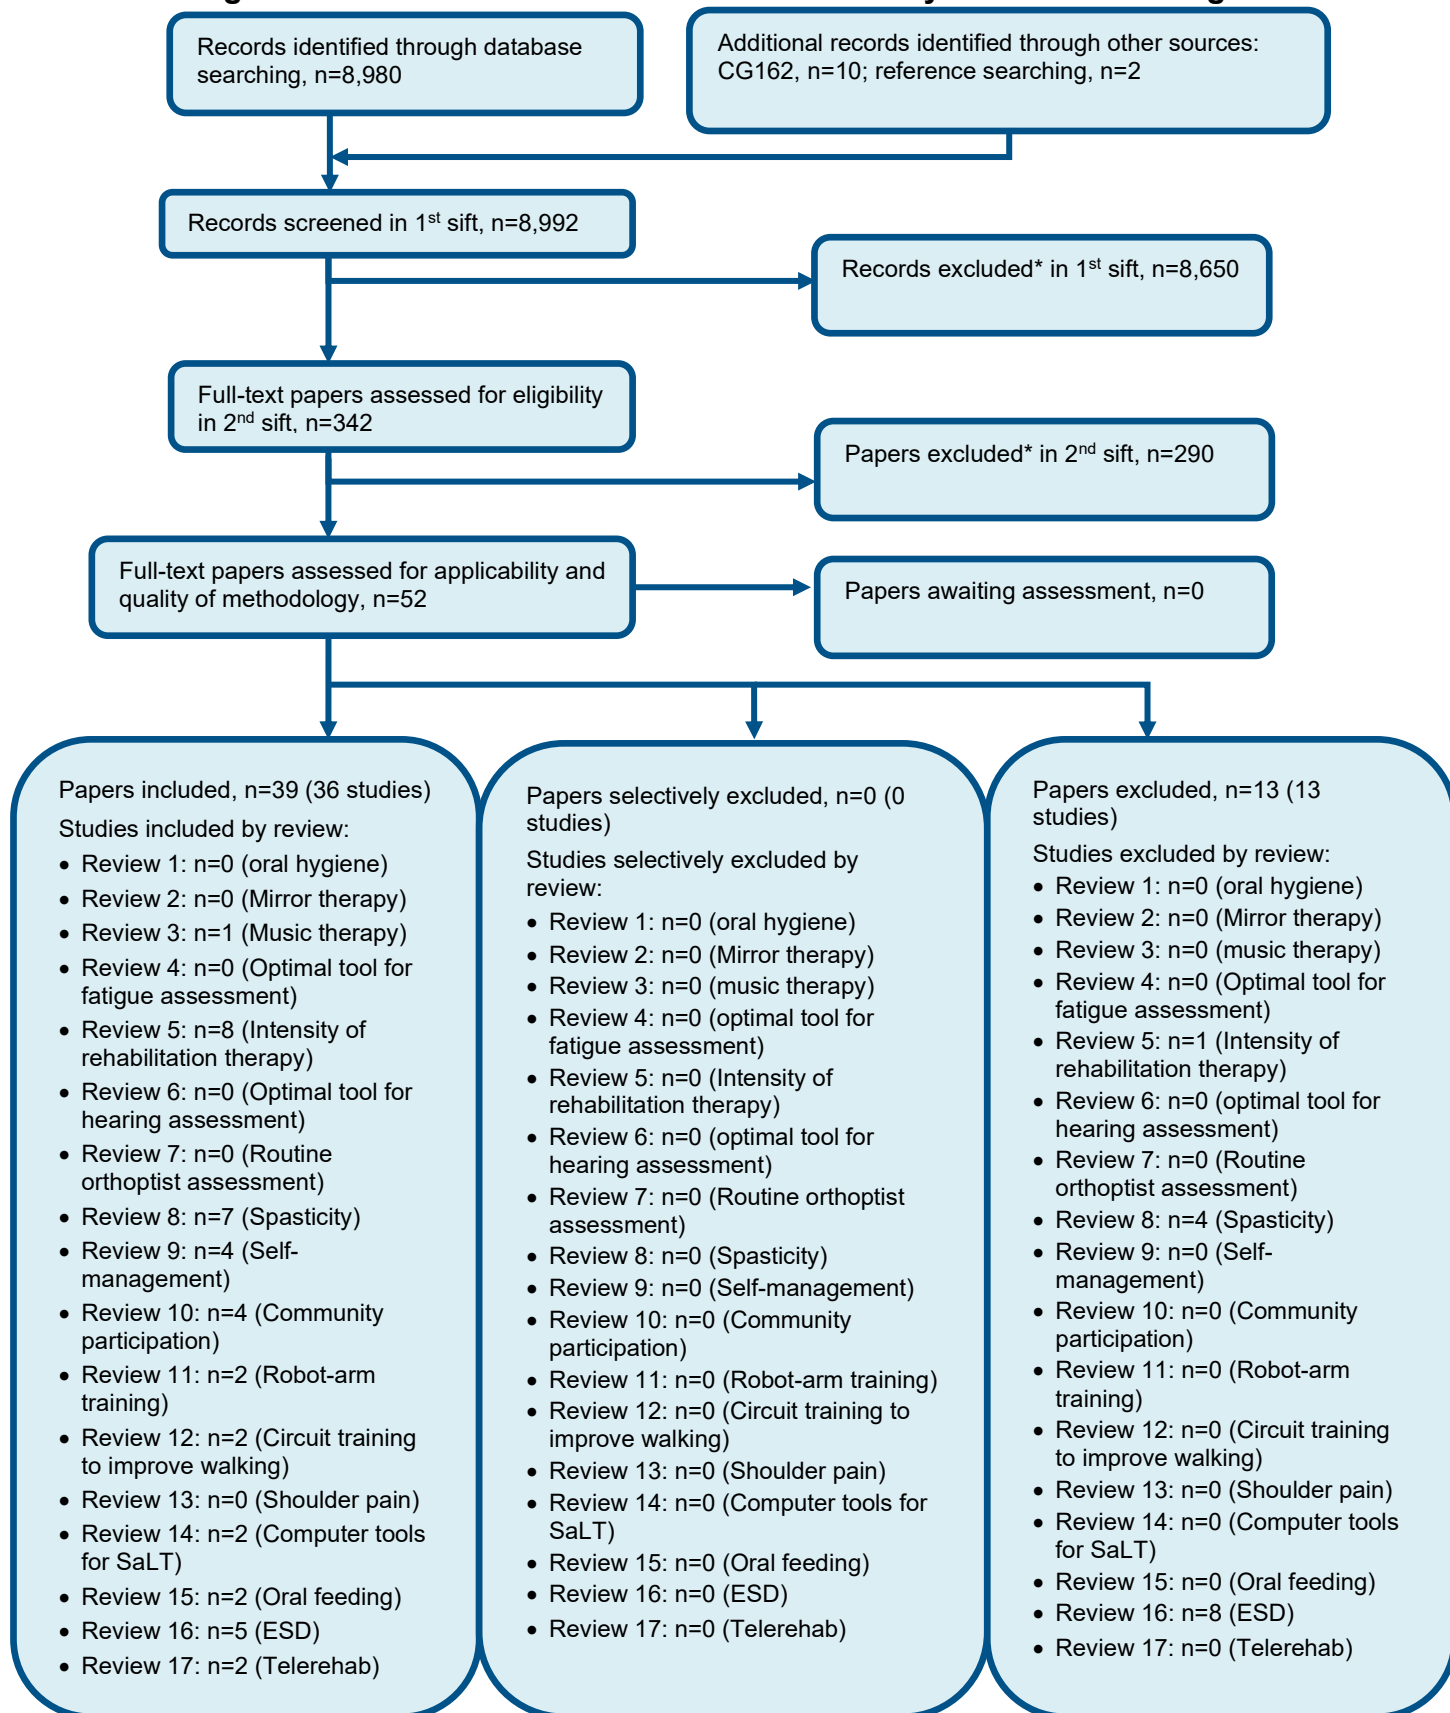 Records identified through database
searching, n=8,980
Additional records identified through other sources:
CG162, n=10; reference searching, n=2
Records screened in 1st sift, n=8,992
Records excluded* in 1st sift, n=8,650
Full-text papers assessed for eligibility
in 2nd sift, n=342
Papers excluded* in 2nd sift, n=290
Full-text papers assessed for applicability and
quality of methodology, n=52
Papers awaiting assessment, n=0
Papers included, n=39 (36 studies)
Studies included by review:
• Review 1: n=0 (oral hygiene)
• Review 2: n=0 (Mirror therapy)
• Review 3: n=1 (Music therapy)
• Review 4: n=0 (Optimal tool for
fatigue assessment)
• Review 5: n=8 (Intensity of
rehabilitation therapy)
• Review 6: n=0 (Optimal tool for
hearing assessment)
• Review 7: n=0 (Routine
orthoptist assessment)
• Review 8: n=7 (Spasticity)
• Review 9: n=4 (Self-
management)
• Review 10: n=4 (Community
participation)
• Review 11: n=2 (Robot-arm
training)
• Review 12: n=2 (Circuit training
to improve walking)
• Review 13: n=0 (Shoulder pain)
• Review 14: n=2 (Computer tools
for SaLT)
• Review 15: n=2 (Oral feeding)
• Review 16: n=5 (ESD)
• Review 17: n=2 (Telerehab)
Papers selectively excluded, n=0 (0
studies)
Studies selectively excluded by
review:
• Review 1: n=0 (oral hygiene)
• Review 2: n=0 (Mirror therapy)
• Review 3: n=0 (music therapy)
• Review 4: n=0 (optimal tool for
fatigue assessment)
• Review 5: n=0 (Intensity of
rehabilitation therapy)
• Review 6: n=0 (optimal tool for
hearing assessment)
• Review 7: n=0 (Routine orthoptist
assessment)
• Review 8: n=0 (Spasticity)
• Review 9: n=0 (Self-management)
• Review 10: n=0 (Community
participation)
• Review 11: n=0 (Robot-arm training)
• Review 12: n=0 (Circuit training to
improve walking)
• Review 13: n=0 (Shoulder pain)
• Review 14: n=0 (Computer tools for
SaLT)
• Review 15: n=0 (Oral feeding)
• Review 16: n=0 (ESD)
• Review 17: n=0 (Telerehab)
Papers excluded, n=13 (13
studies)
Studies excluded by review:
• Review 1: n=0 (oral hygiene)
• Review 2: n=0 (Mirror therapy)
• Review 3: n=0 (music therapy)
• Review 4: n=0 (Optimal tool for
fatigue assessment)
• Review 5: n=1 (Intensity of
rehabilitation therapy)
• Review 6: n=0 (optimal tool for
hearing assessment)
• Review 7: n=0 (Routine
orthoptist assessment)
• Review 8: n=4 (Spasticity)
• Review 9: n=0 (Self-
management)
• Review 10: n=0 (Community
participation)
• Review 11: n=0 (Robot-arm
training)
• Review 12: n=0 (Circuit training
to improve walking)
• Review 13: n=0 (Shoulder pain)
• Review 14: n=0 (Computer tools
for SaLT)
• Review 15: n=0 (Oral feeding)
• Review 16: n=8 (ESD)
• Review 17: n=0 (Telerehab)